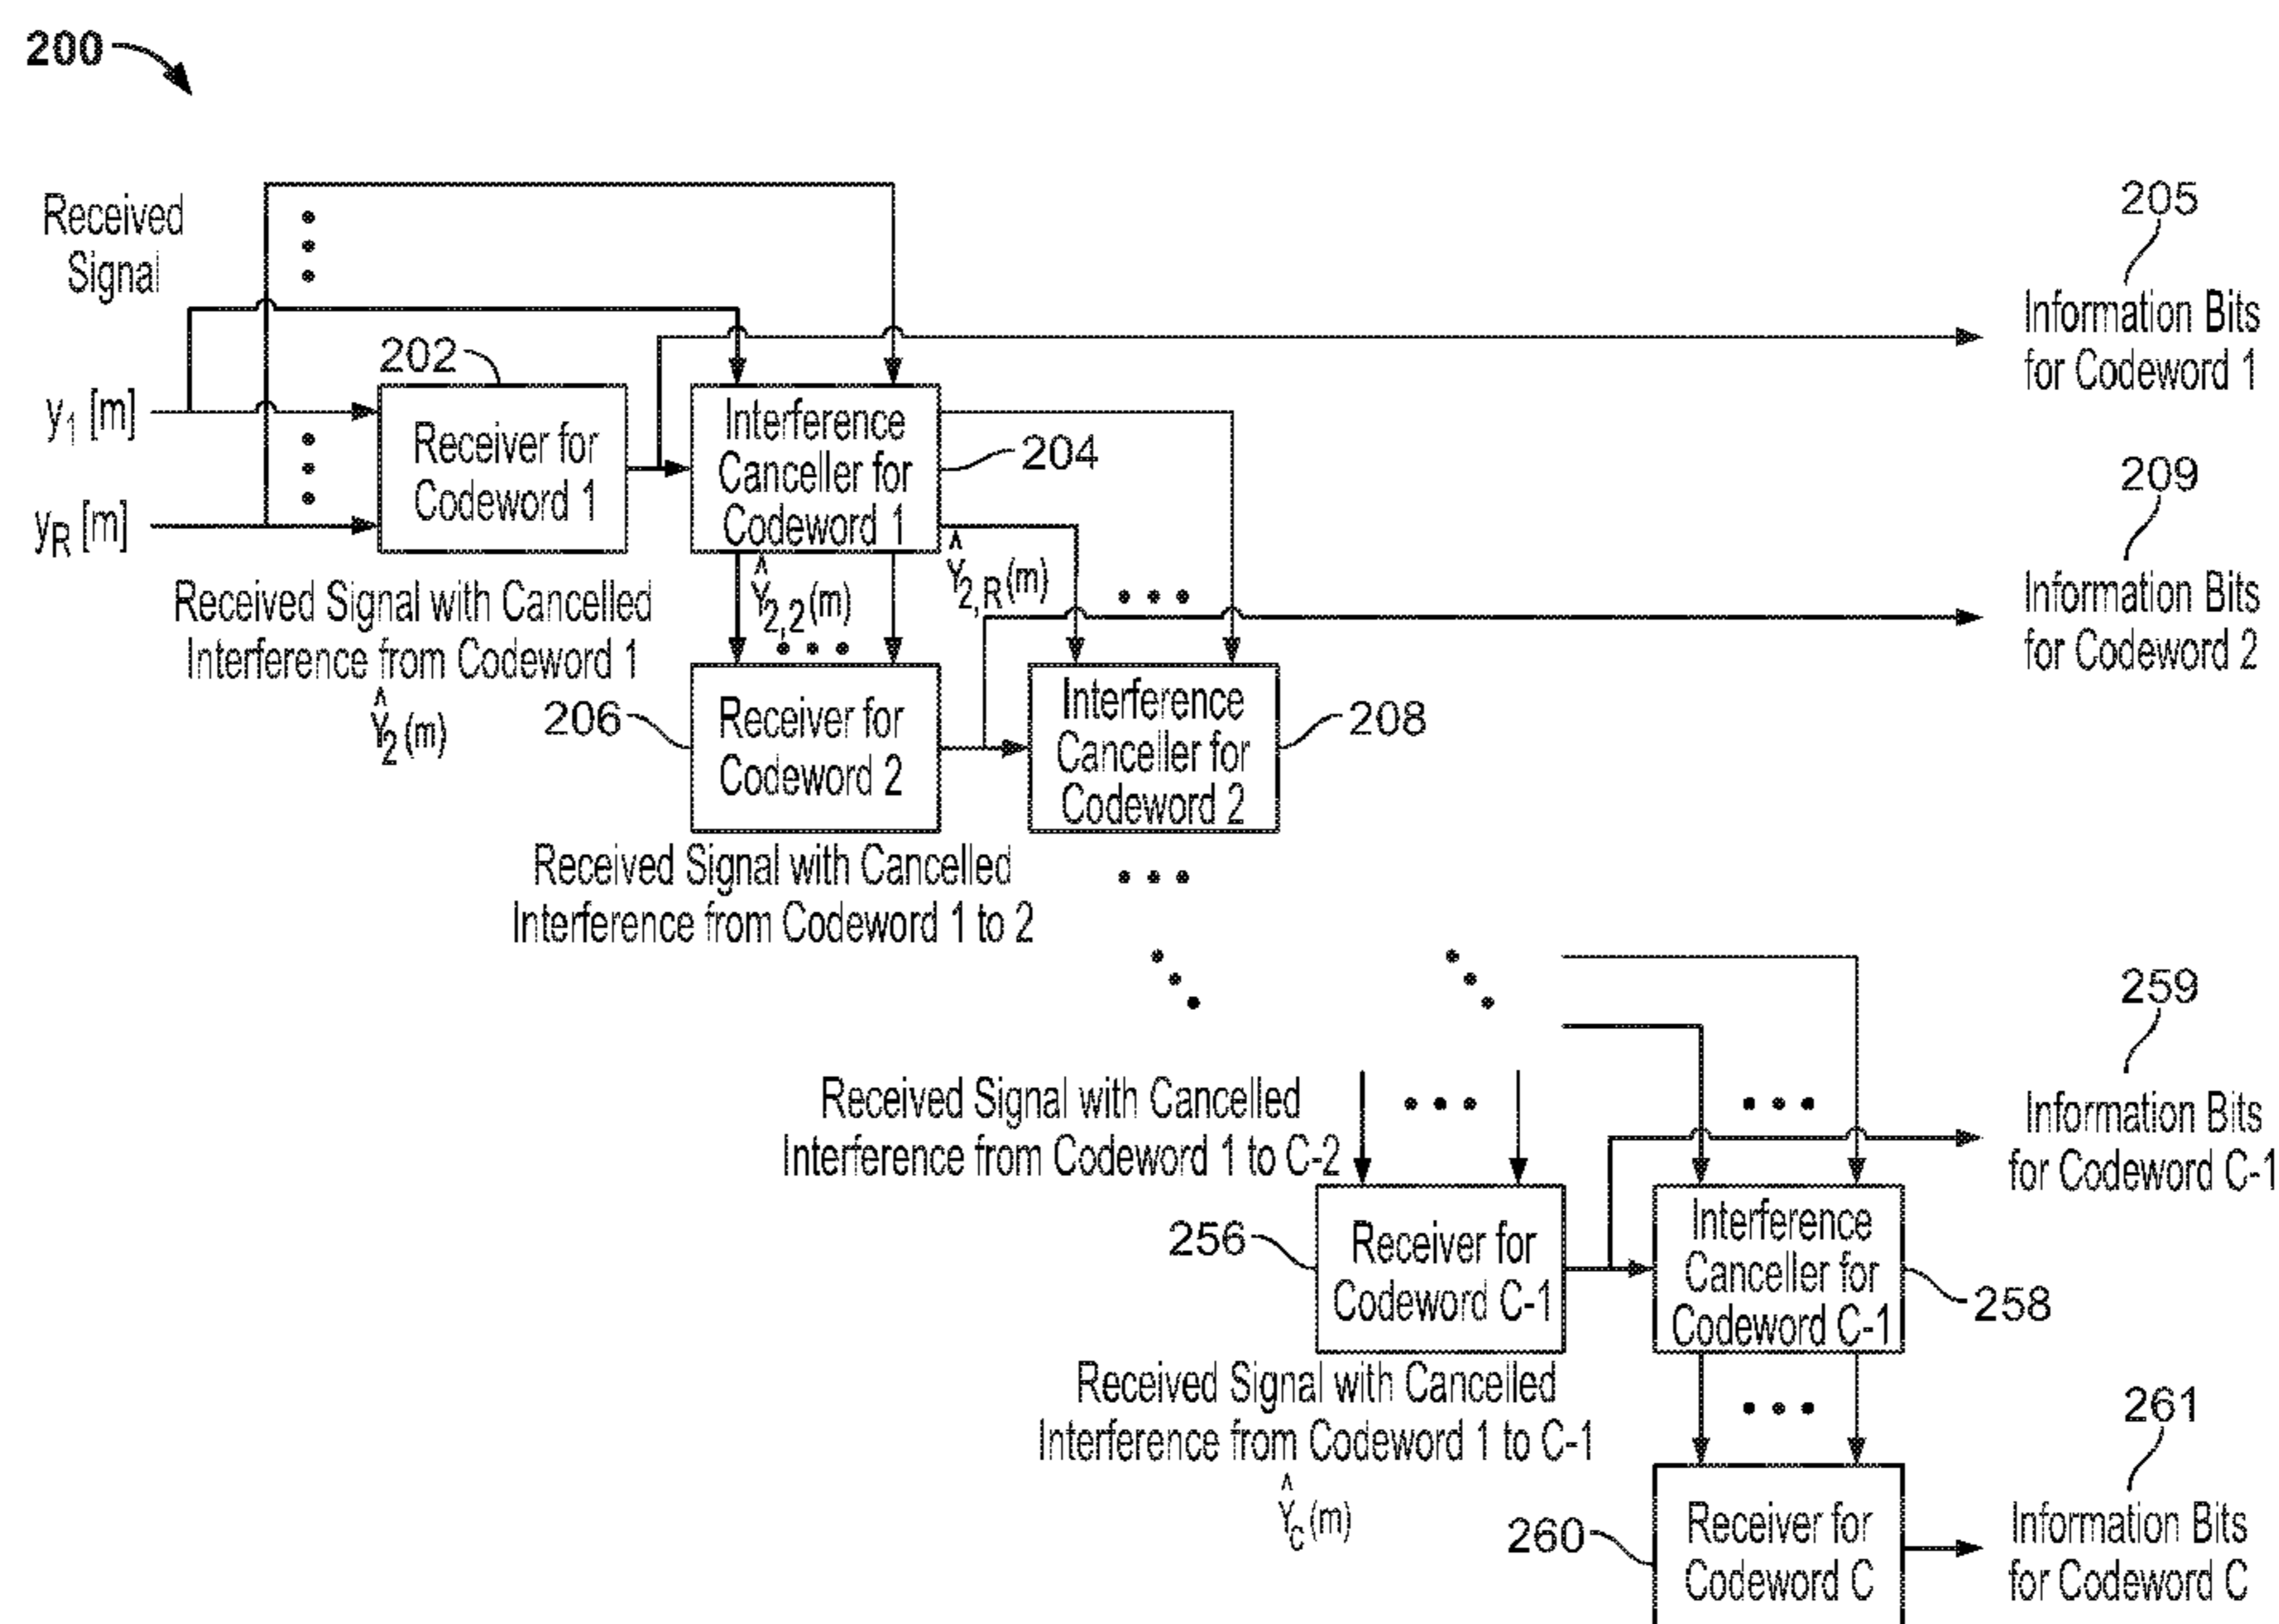 200
Received
Signal
205
Information Bits
for Codeword 1
202
y₁ [m]
Receiver for
Codeword 1
Interference
Canceller for
Codeword 1
204
209
y_R [m]
Information Bits
for Codeword 2
Received Signal with Cancelled
Interference from Codeword 1
Ŷ₂(m)
Ŷ₂,₂(m)
Ŷ₂,R(m)
206
Receiver for
Codeword 2
Interference
Canceller for
Codeword 2
208
Received Signal with Cancelled
Interference from Codeword 1 to 2
259
Information Bits
for Codeword C-1
Received Signal with Cancelled
Interference from Codeword 1 to C-2
256
Receiver for
Codeword C-1
Interference
Canceller for
Codeword C-1
258
Received Signal with Cancelled
Interference from Codeword 1 to C-1
Ŷ_c(m)
261
260
Receiver for
Codeword C
Information Bits
for Codeword C